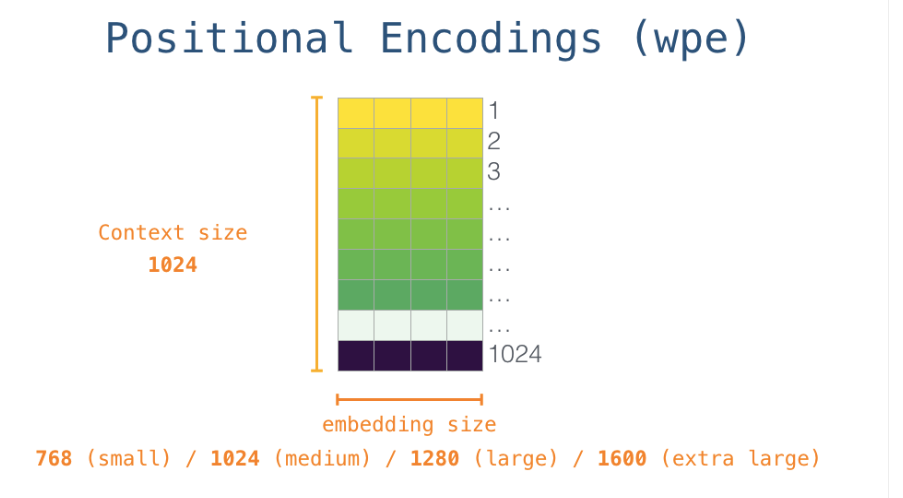 Positional Encodings (wpe)
1
2
3
...
...
...
...
...
1024
Context size
1024
embedding size
768 (small) / 1024 (medium) / 1280 (large) / 1600 (extra large)